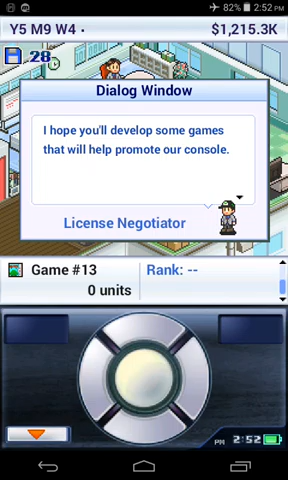 82% 2:52 PM
Y5 M9 W4 $1,215.3K
28
Dialog Window
I hope you'll develop some games
that will help promote our console.
License Negotiator
Game #13 Rank: --
0 units
PM 2:52